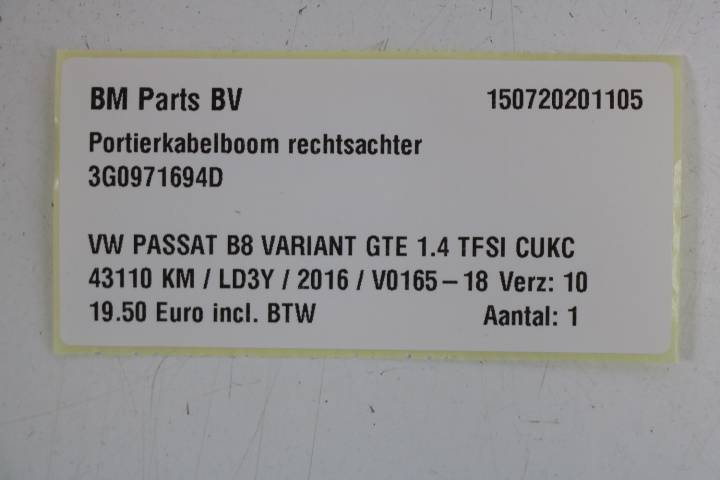 BM Parts BV 150720201105
Portierkabelboom rechtsachter
3G0971694D
VW PASSAT B8 VARIANT GTE 1.4 TFSI CUKC
43110 KM / LD3Y / 2016 / V0165-18 Verz: 10
19.50 Euro incl. BTW Aantal: 1